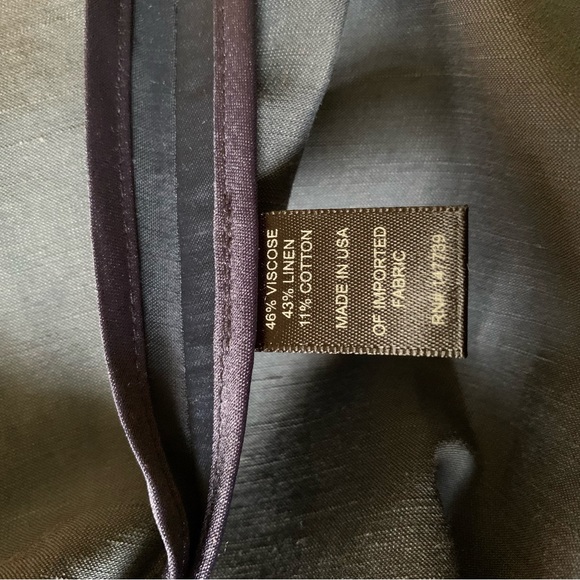 46% VISCOSE
43% LINEN
11% COTTON
MADE IN USA
OF IMPORTED
FABRIC
RN# 147739